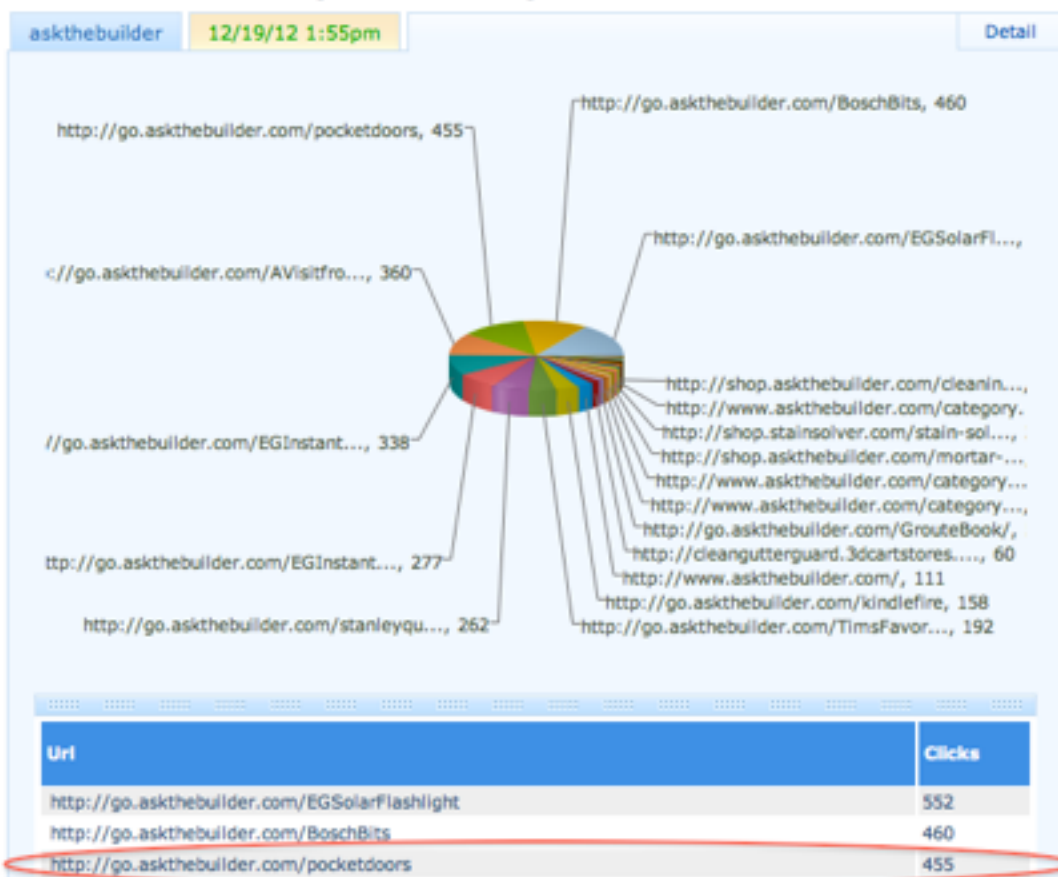 askthebuilder
12/19/12 1:55pm
Detail
http://go.askthebuilder.com/BoschBits, 460
http://go.askthebuilder.com/pocketdoors, 455
http://go.askthebuilder.com/EGSolarFl...,
://go.askthebuilder.com/AVisitfro..., 360
http://shop.askthebuilder.com/cleanin...,
http://www.askthebuilder.com/category.
http://shop.stainsolver.com/stain-sol...,
//go.askthebuilder.com/EGInstant..., 338
http://shop.askthebuilder.com/mortar-...,
http://www.askthebuilder.com/category...
http://www.askthebuilder.com/category...,
http://go.askthebuilder.com/GrouteBook/,
http://cleangutterguard.3dcartstores...., 60
ttp://go.askthebuilder.com/EGInstant..., 277
http://www.askthebuilder.com/, 111
http://go.askthebuilder.com/kindlefire, 158
http://go.askthebuilder.com/stanleyqu..., 262
http://go.askthebuilder.com/TimsFavor..., 192
Url Clicks
http://go.askthebuilder.com/EGSolarFlashlight 552
http://go.askthebuilder.com/BoschBits 460
http://go.askthebuilder.com/pocketdoors 455